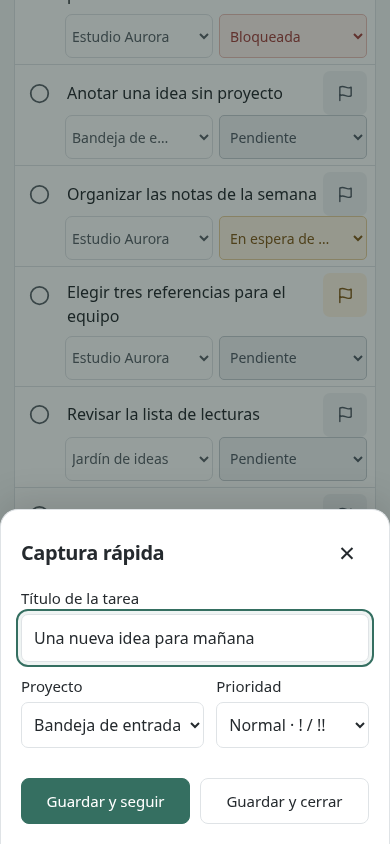 Estudio Aurora
Bloqueada
Anotar una idea sin proyecto
Bandeja de e...
Pendiente
Organizar las notas de la semana
Estudio Aurora
En espera de ...
Elegir tres referencias para el
equipo
Estudio Aurora
Pendiente
Revisar la lista de lecturas
Jardín de ideas
Pendiente
Captura rápida
Título de la tarea
Una nueva idea para mañana
Proyecto
Prioridad
Bandeja de entrada
Normal · ! / !!
Guardar y seguir
Guardar y cerrar